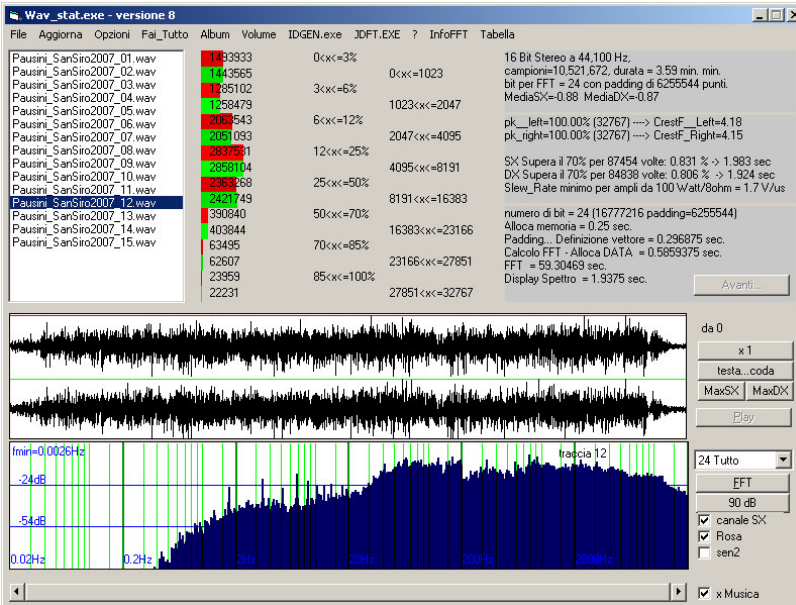 Wav_stat.exe - versione 8
File Aggiorna Opzioni Fai_Tutto Album Volume IDGEN.exe JDFT.EXE ? InfoFFT Tabella
Pausini_SanSiro2007_01.wav
Pausini_SanSiro2007_02.wav
Pausini_SanSiro2007_03.wav
Pausini_SanSiro2007_04.wav
Pausini_SanSiro2007_05.wav
Pausini_SanSiro2007_06.wav
Pausini_SanSiro2007_07.wav
Pausini_SanSiro2007_08.wav
Pausini_SanSiro2007_09.wav
Pausini_SanSiro2007_10.wav
Pausini_SanSiro2007_11.wav
Pausini_SanSiro2007_12.wav
Pausini_SanSiro2007_13.wav
Pausini_SanSiro2007_14.wav
Pausini_SanSiro2007_15.wav
1493933 0<x<=3%
1443565 0<x<=1023
1285102 3<x<=6%
1258479 1023<x<=2047
2063543 6<x<=12%
2051093 2047<x<=4095
2837531 12<x<=25%
2858104 4095<x<=8191
2363268 25<x<=50%
2421749 8191<x<=16383
390840 50<x<=70%
403844 16383<x<=23166
63495 70<x<=85%
62607 23166<x<=27851
23959 85<x<=100%
22231 27851<x<=32767
16 Bit Stereo a 44,100 Hz,
campioni=10,521,672, durata = 3.59 min. min.
bit per FFT = 24 con padding di 6255544 punti.
MediaSX=-0.88 MediaDX=-0.87
pk__left=100.00% (32767) ----> CrestF__Left=4.18
pk_right=100.00% (32767) ----> CrestF_Right=4.15
SX Supera il 70% per 87454 volte: 0.831 % -> 1.983 sec
DX Supera il 70% per 84838 volte: 0.806 % -> 1.924 sec
Slew_Rate minimo per ampli da 100 Watt/8ohm = 1.7 V/us
numero di bit = 24 (16777216 padding=6255544)
Alloca memoria = 0.25 sec.
Padding... Definizione vettore = 0.296875 sec.
Calcolo FFT - Alloca DATA = 0.5859375 sec.
FFT = 59.30469 sec.
Display Spettro = 1.9375 sec.
Avanti...
da 0
x 1
testa...coda
MaxSX MaxDX
Play
fmin=0.0026Hz
traccia 12
-24dB
-54dB
0.02Hz 0.2Hz 2Hz 20Hz 200Hz 2000Hz
24 Tutto
FFT
90 dB
canale SX
Rosa
sen2
x Musica